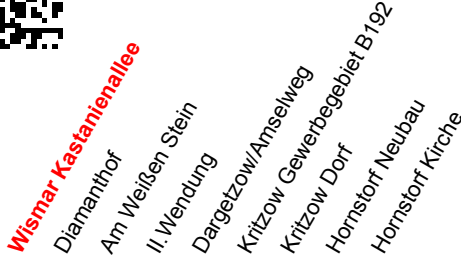 Wismar Kastanienallee
Diamanthof
Am Weißen Stein
II. Wendung
Dargetzow/Amselweg
Kritzow Gewerbegebiet B192
Kritzow Dorf
Hornstorf Neubau
Hornstorf Kirche